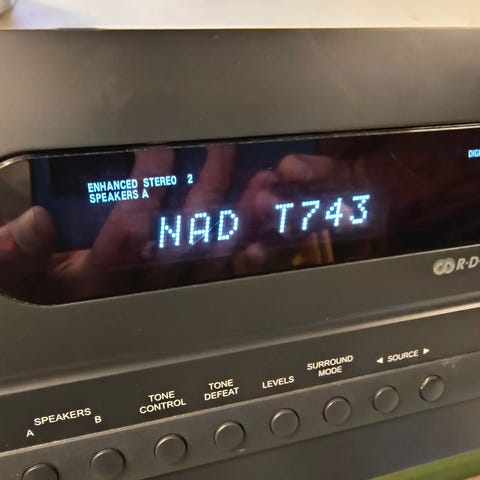 DIGI
ENHANCED STEREO 2
SPEAKERS A
NAD T743
R·D·
SPEAKERS
A B
TONE CONTROL
TONE DEFEAT
LEVELS
SURROUND MODE
◄ SOURCE ►